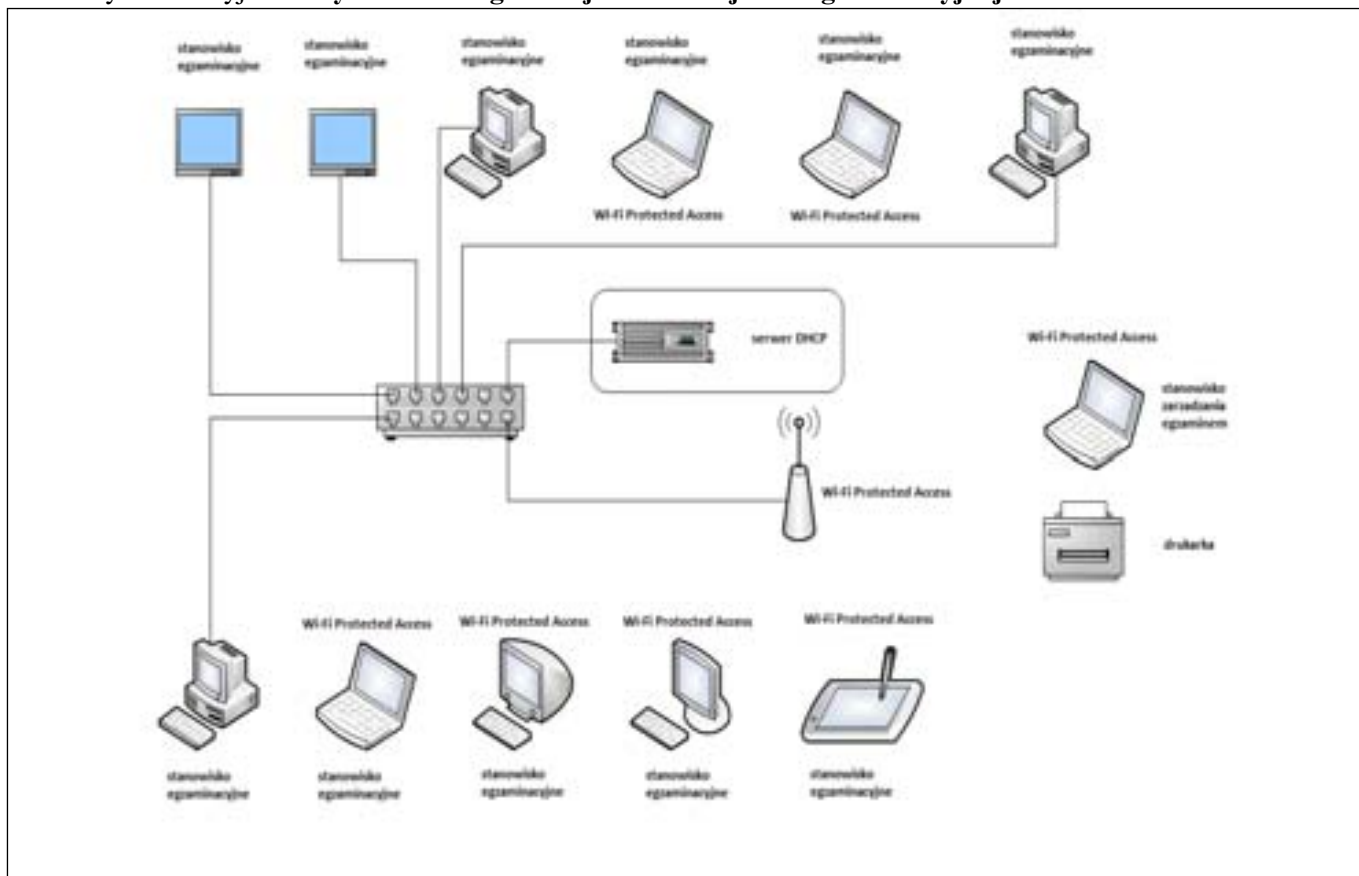 stanowisko
egzaminacyjne
stanowisko
egzaminacyjne
stanowisko
egzaminacyjne
stanowisko
egzaminacyjne
stanowisko
egzaminacyjne
stanowisko
egzaminacyjne
Wi-Fi Protected Access
Wi-Fi Protected Access
serwer DHCP
Wi-Fi Protected Access
stanowisko
zarzadzania
egzaminem
Wi-Fi Protected Access
drukarka
Wi-Fi Protected Access
Wi-Fi Protected Access
Wi-Fi Protected Access
Wi-Fi Protected Access
stanowisko
egzaminacyjne
stanowisko
egzaminacyjne
stanowisko
egzaminacyjne
stanowisko
egzaminacyjne
stanowisko
egzaminacyjne